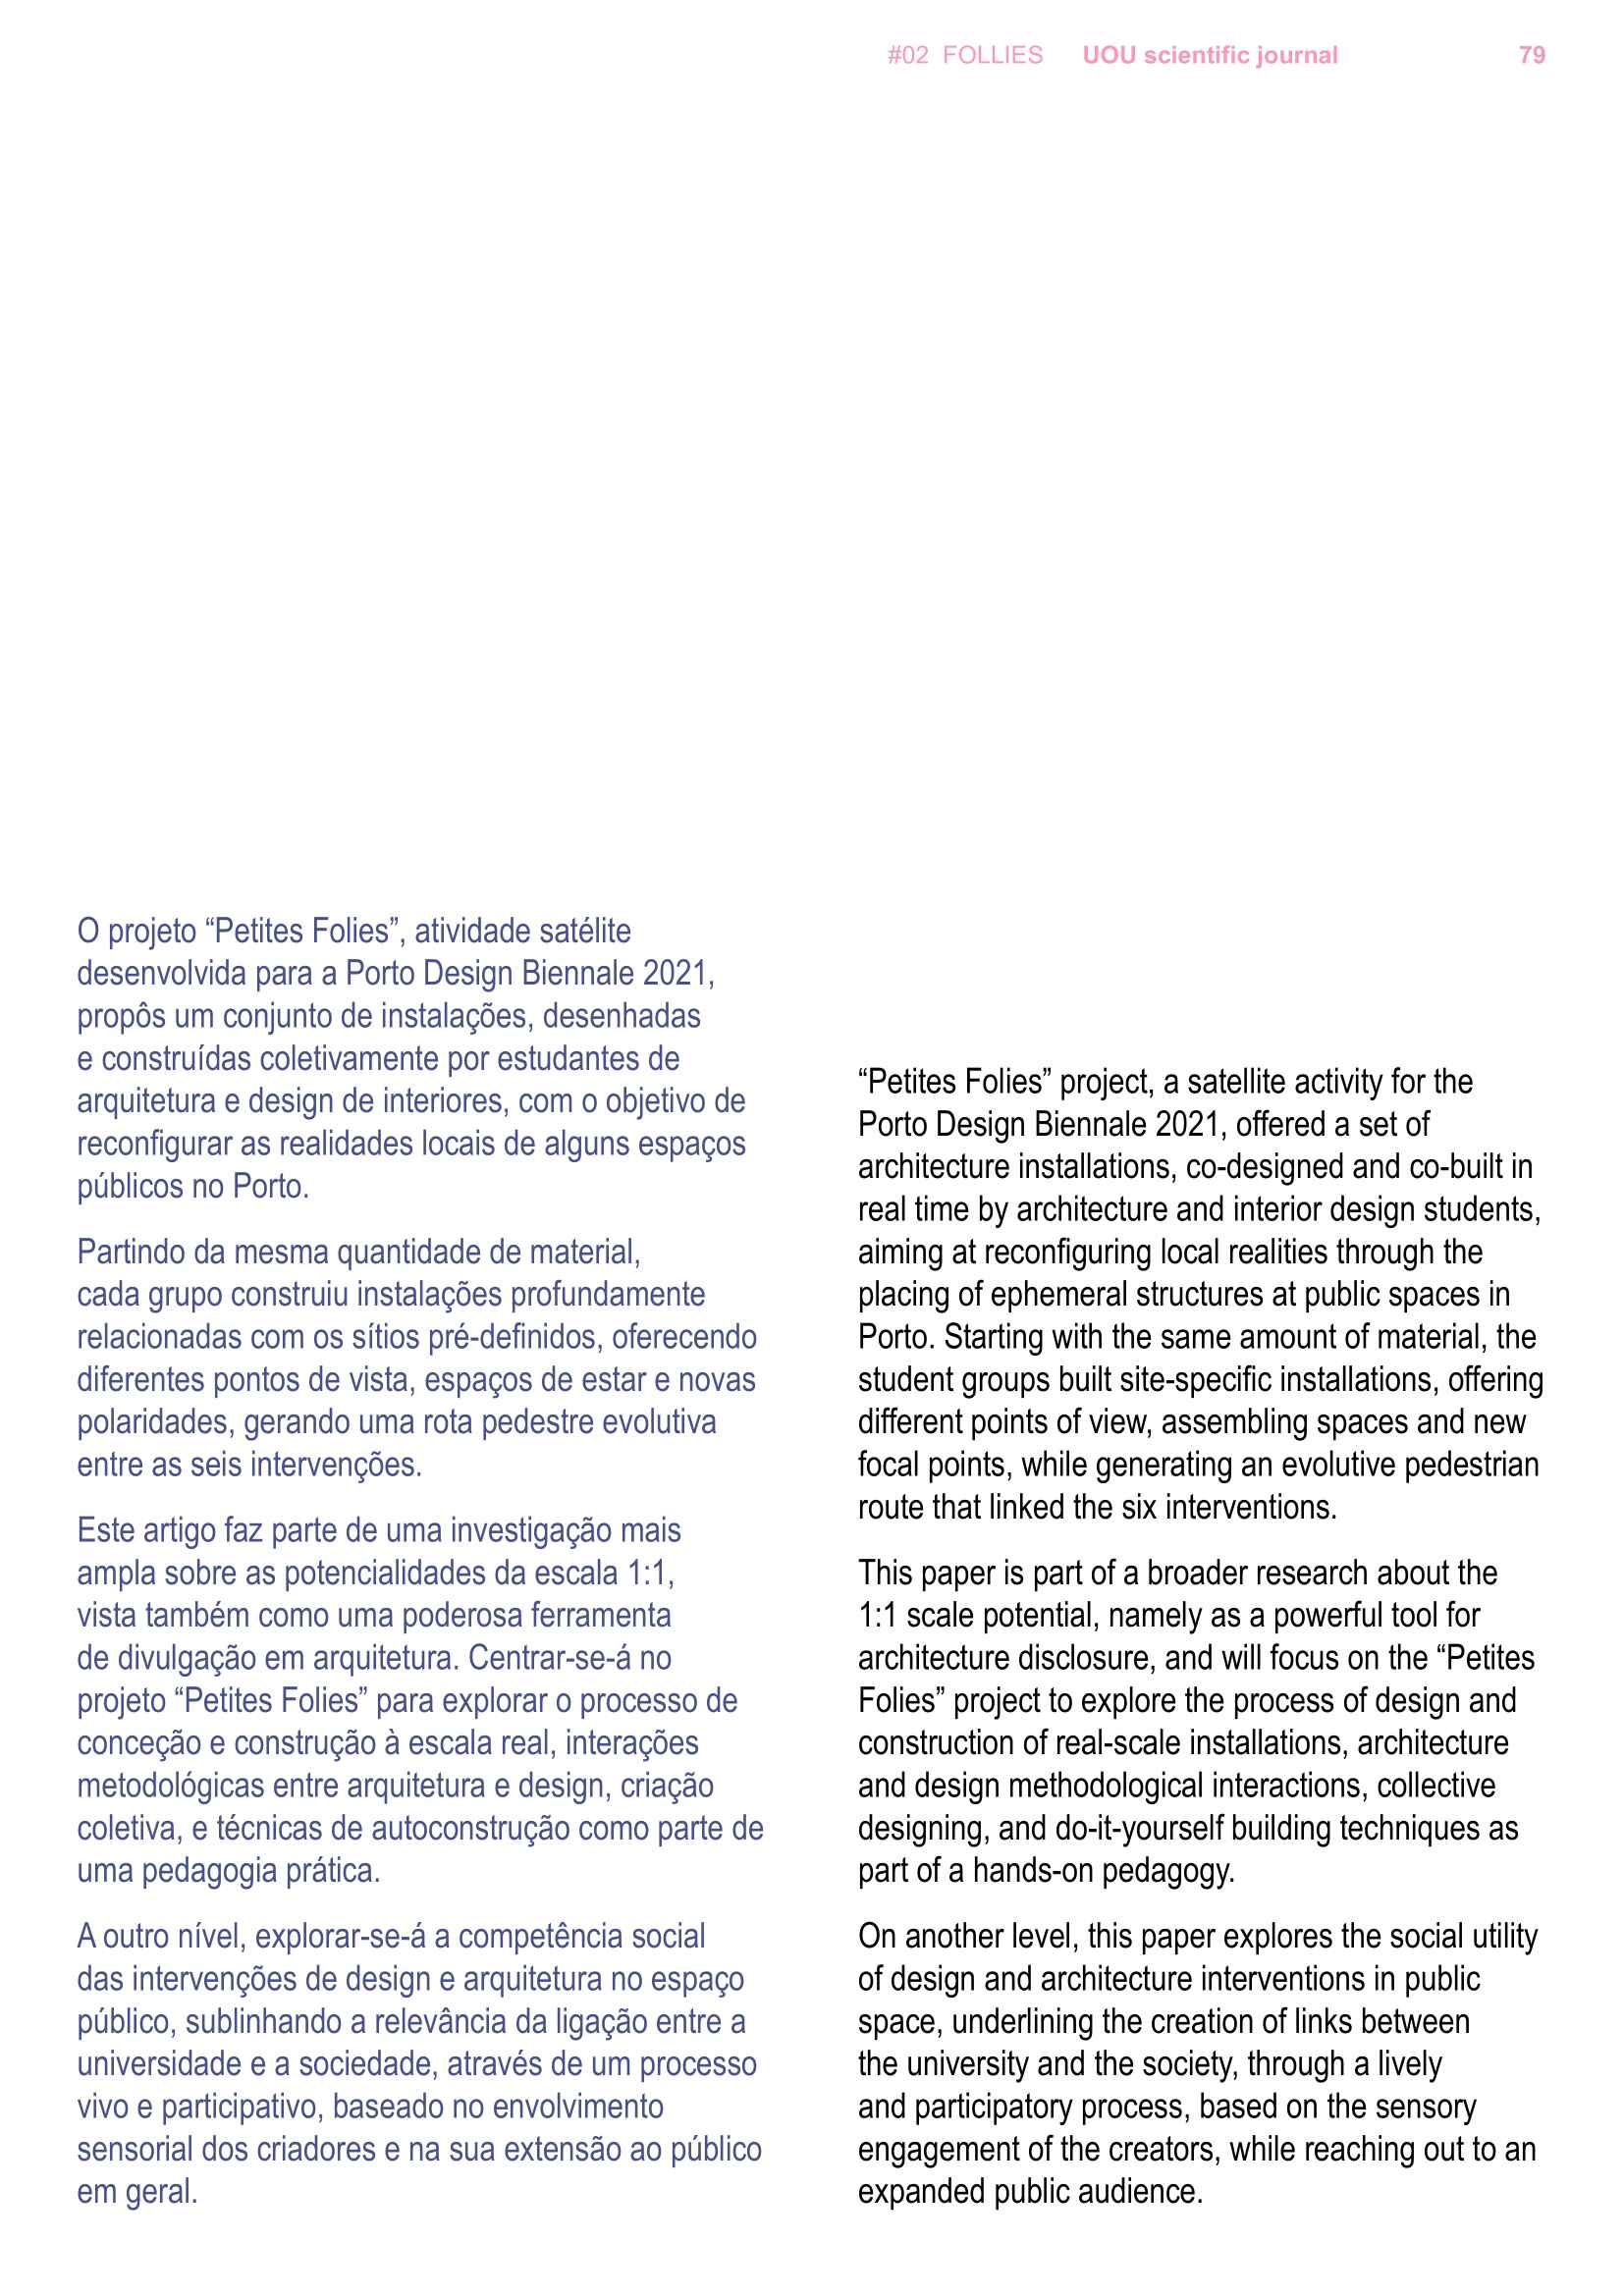 #02 FOLLIES UOU scientific journal 79
O projeto “Petites Folies”, atividade satélite
desenvolvida para a Porto Design Biennale 2021,
propôs um conjunto de instalações, desenhadas
e construídas coletivamente por estudantes de
arquitetura e design de interiores, com o objetivo de
reconfigurar as realidades locais de alguns espaços
públicos no Porto.
Partindo da mesma quantidade de material,
cada grupo construiu instalações profundamente
relacionadas com os sítios pré-definidos, oferecendo
diferentes pontos de vista, espaços de estar e novas
polaridades, gerando uma rota pedestre evolutiva
entre as seis intervenções.
Este artigo faz parte de uma investigação mais
ampla sobre as potencialidades da escala 1:1,
vista também como uma poderosa ferramenta
de divulgação em arquitetura. Centrar-se-á no
projeto “Petites Folies” para explorar o processo de
conceção e construção à escala real, interações
metodológicas entre arquitetura e design, criação
coletiva, e técnicas de autoconstrução como parte de
uma pedagogia prática.
A outro nível, explorar-se-á a competência social
das intervenções de design e arquitetura no espaço
público, sublinhando a relevância da ligação entre a
universidade e a sociedade, através de um processo
vivo e participativo, baseado no envolvimento
sensorial dos criadores e na sua extensão ao público
em geral.
“Petites Folies” project, a satellite activity for the
Porto Design Biennale 2021, offered a set of
architecture installations, co-designed and co-built in
real time by architecture and interior design students,
aiming at reconfiguring local realities through the
placing of ephemeral structures at public spaces in
Porto. Starting with the same amount of material, the
student groups built site-specific installations, offering
different points of view, assembling spaces and new
focal points, while generating an evolutive pedestrian
route that linked the six interventions.
This paper is part of a broader research about the
1:1 scale potential, namely as a powerful tool for
architecture disclosure, and will focus on the “Petites
Folies” project to explore the process of design and
construction of real-scale installations, architecture
and design methodological interactions, collective
designing, and do-it-yourself building techniques as
part of a hands-on pedagogy.
On another level, this paper explores the social utility
of design and architecture interventions in public
space, underlining the creation of links between
the university and the society, through a lively
and participatory process, based on the sensory
engagement of the creators, while reaching out to an
expanded public audience.